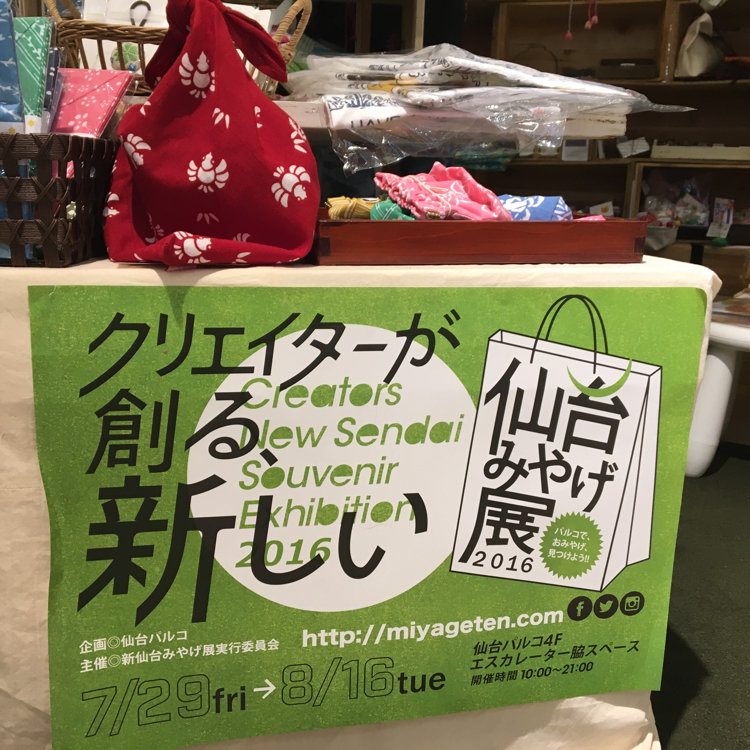 クリエイターが
創る、
新しい
Creators
New Sendai
Souvenir
Exhibition
2016
仙台
みやげ
展
2016
パルコで、
おみやげ、
見つけよう!!
企画◎仙台パルコ
主催◎新仙台みやげ展実行委員会
http://miyageten.com
7/29fri→8/16tue
仙台パルコ4F
エスカレーター脇スペース
開催時間 10:00〜21:00